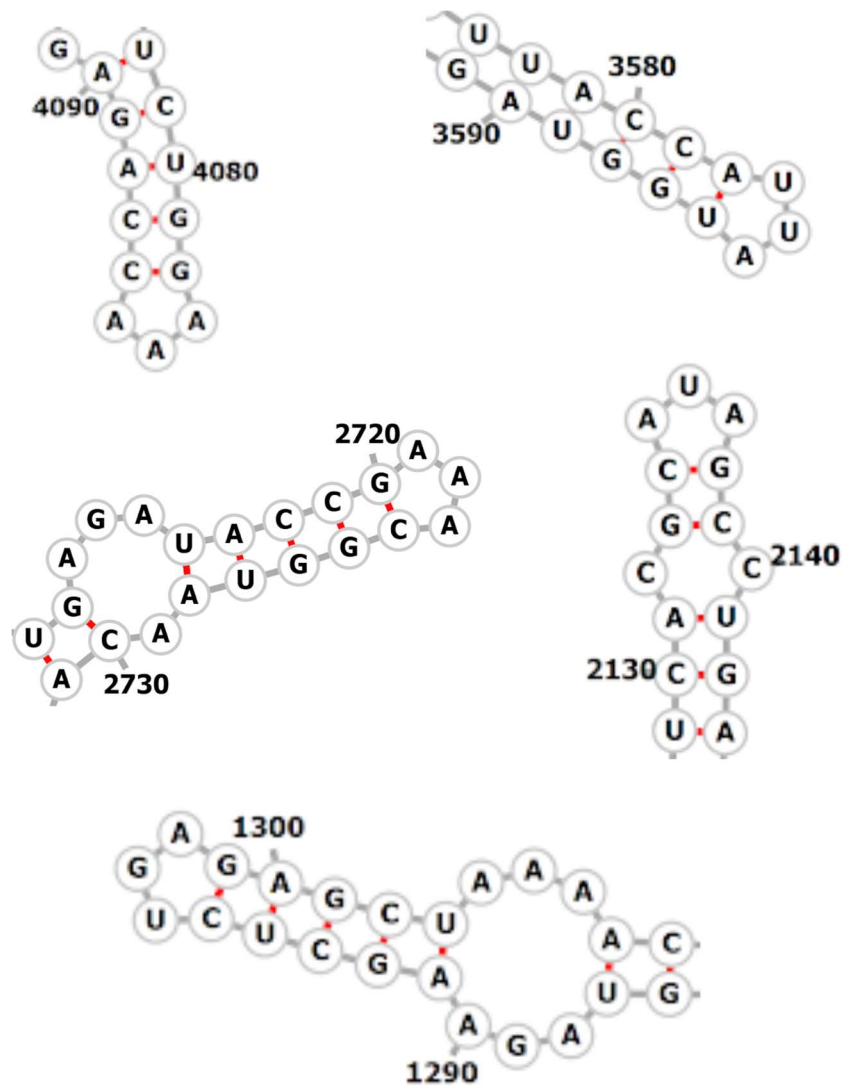 G A U
4090 G C
A U 4080
C G
C G
A A
A
3580
U U A C C A U U
G A U G G U A
3590
2720
U G A G A U A C C G A A A
A C A A U G G C
2730
U
A A
C G
G C
C C 2140
A U
2130 C G
U A
1300
G A G A G C U A A A A C
U C U C G A A G A U G
1290